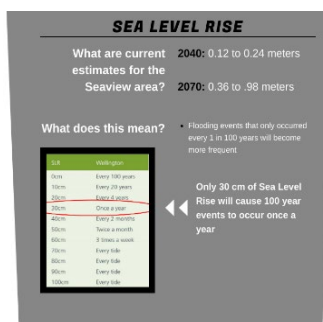 SEA LEVEL RISE
What are current
estimates for the
Seaview area?
2040: 0.12 to 0.24 meters
2070: 0.36 to .98 meters
What does this mean?
• Flooding events that only occurred
every 1 in 100 years will become
more frequent
SLR Wellington
0cm Every 100 years
10cm Every 20 years
20cm Every 4 years
30cm Once a year
40cm Every 2 months
50cm Twice a month
60cm 3 times a week
70cm Every tide
80cm Every tide
90cm Every tide
100cm Every tide
Only 30 cm of Sea Level
Rise will cause 100 year
events to occur once a
year